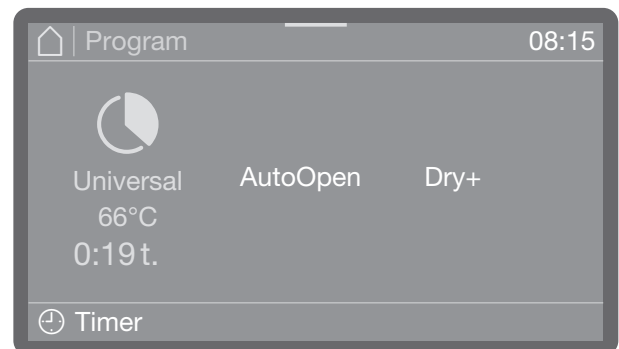 Program 08:15
Universal AutoOpen Dry+
66°C
0:19 t.
Timer